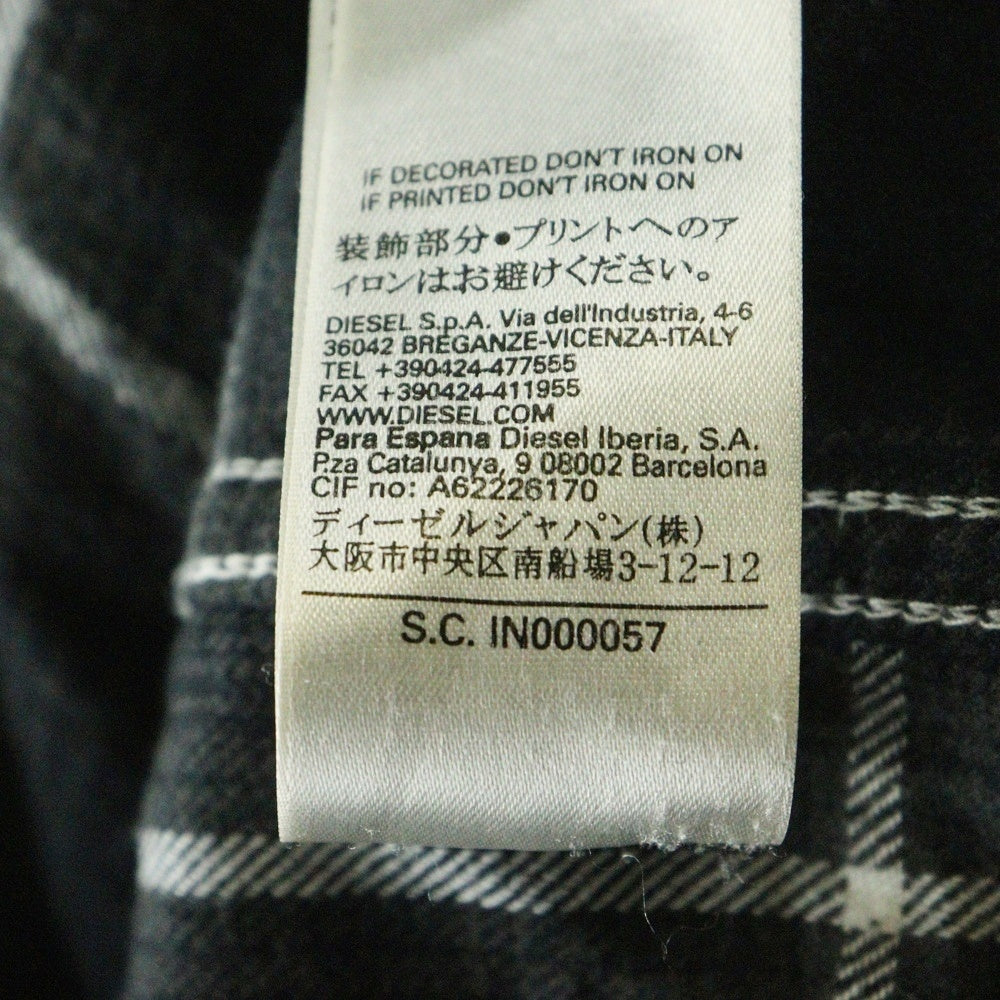 IF DECORATED DON'T IRON ON
IF PRINTED DON'T IRON ON
装飾部分•プリントへのア
イロンはお避けください。
DIESEL S.p.A. Via dell'Industria, 4-6
36042 BREGANZE-VICENZA-ITALY
TEL +390424-477555
FAX +390424-411955
WWW.DIESEL.COM
Para Espana Diesel Iberia, S.A.
P.za Catalunya, 9 08002 Barcelona
CIF no: A62226170
ディーゼルジャパン(株)
大阪市中央区南船場3-12-12
S.C. IN000057